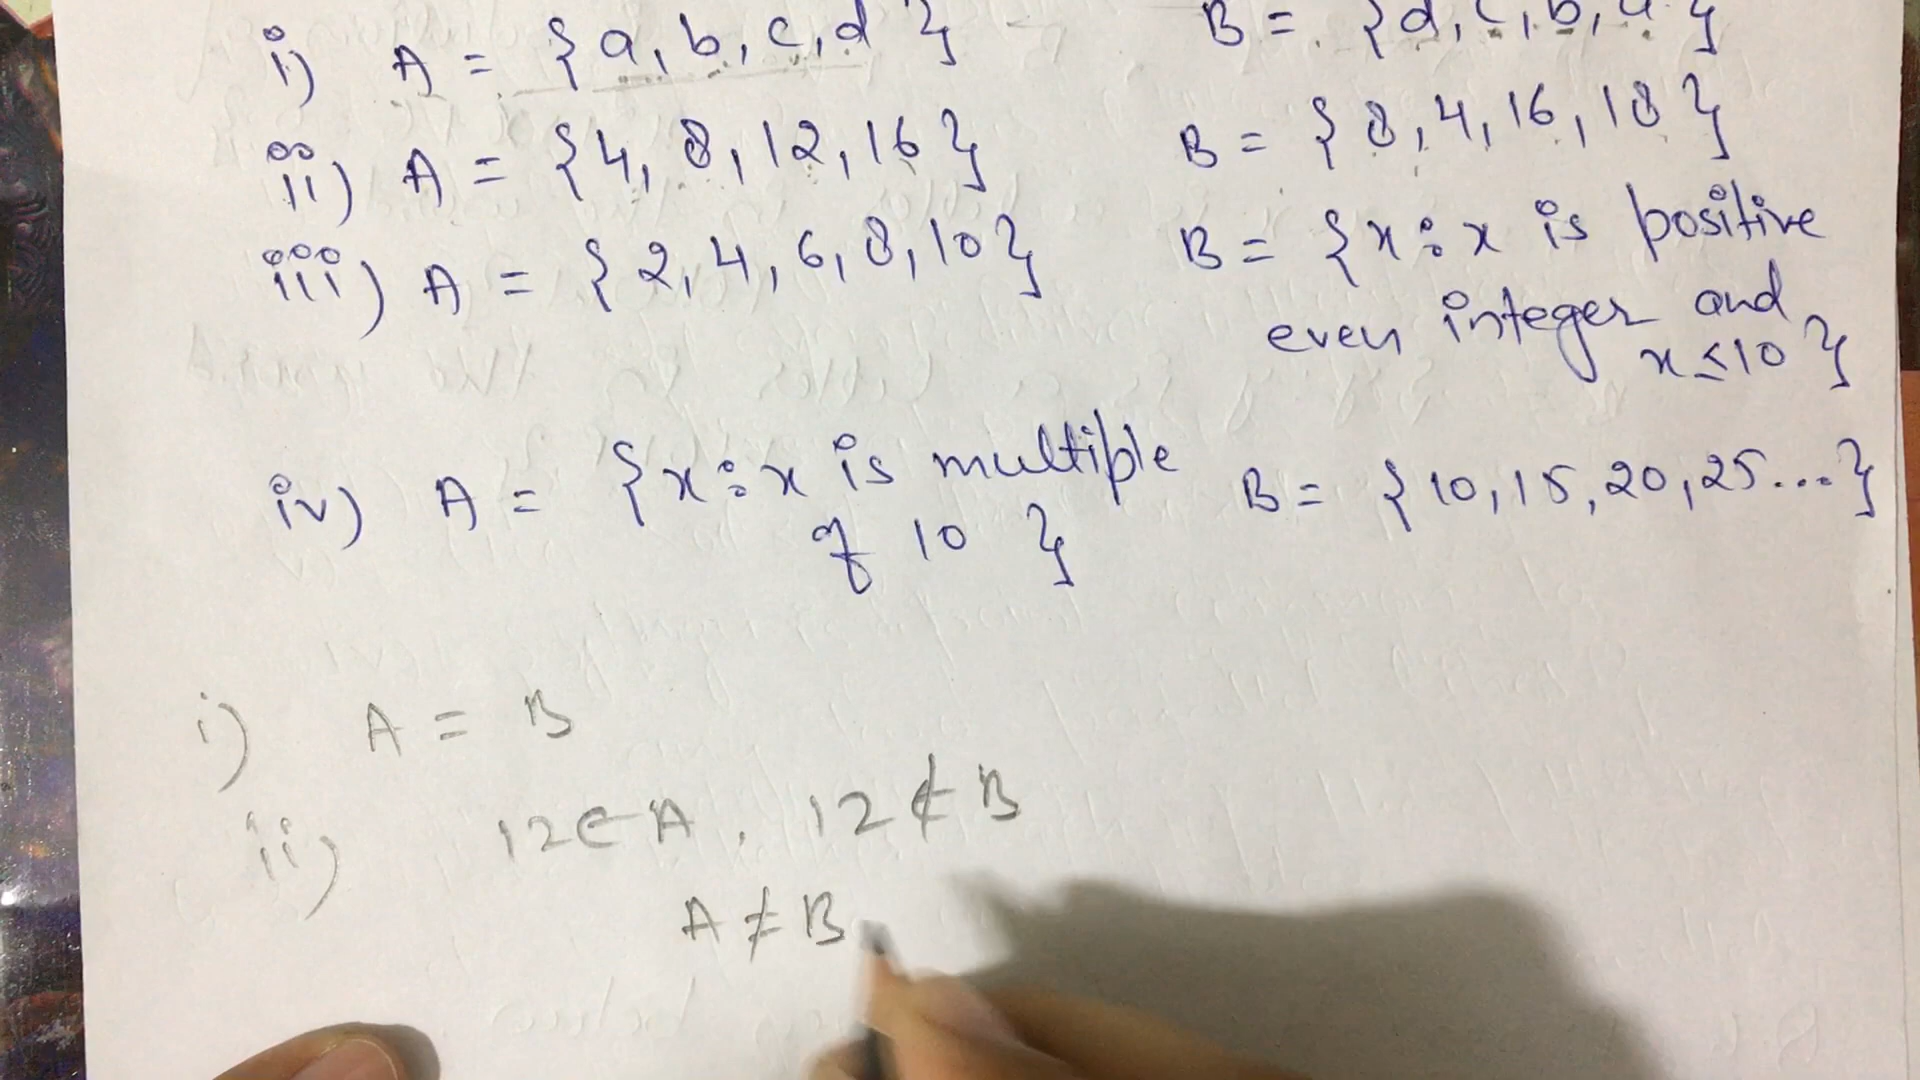 i) A = {a, b, c, d} B = {d, c, b, a}
ii) A = {4, 8, 12, 16} B = {8, 4, 16, 18}
iii) A = {2, 4, 6, 8, 10} B = {x : x is positive
even integer and
x ≤ 10}
iv) A = {x : x is multiple B = {10, 15, 20, 25...}
of 10}
i) A = B
ii) 12 ∈ A . 12 ∉ B
A ≠ B